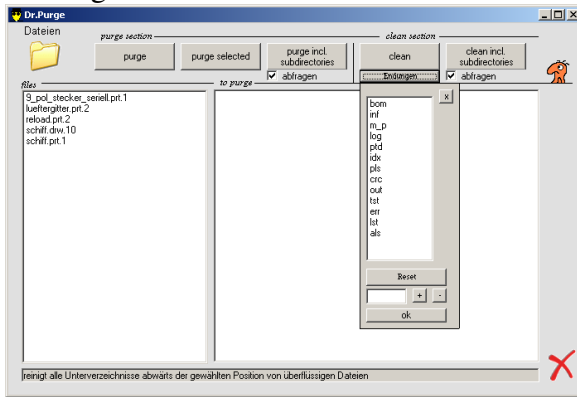 Dr.Purge
Dateien
purge section
clean section
purge
purge selected
purge incl.
subdirectories
clean
clean incl.
subdirectories
abfragen
Endungen
abfragen
files
to purge
9_pol_stecker_seriell.prt.1
lueftergitter.prt.2
reload.prt.2
schiff.drw.10
schiff.prt.1
x
bom
inf
m_p
log
ptd
idx
pls
crc
out
tst
err
lst
als
Reset
+ -
ok
reinigt alle Unterverzeichnisse abwärts der gewählten Position von überflüssigen Dateien